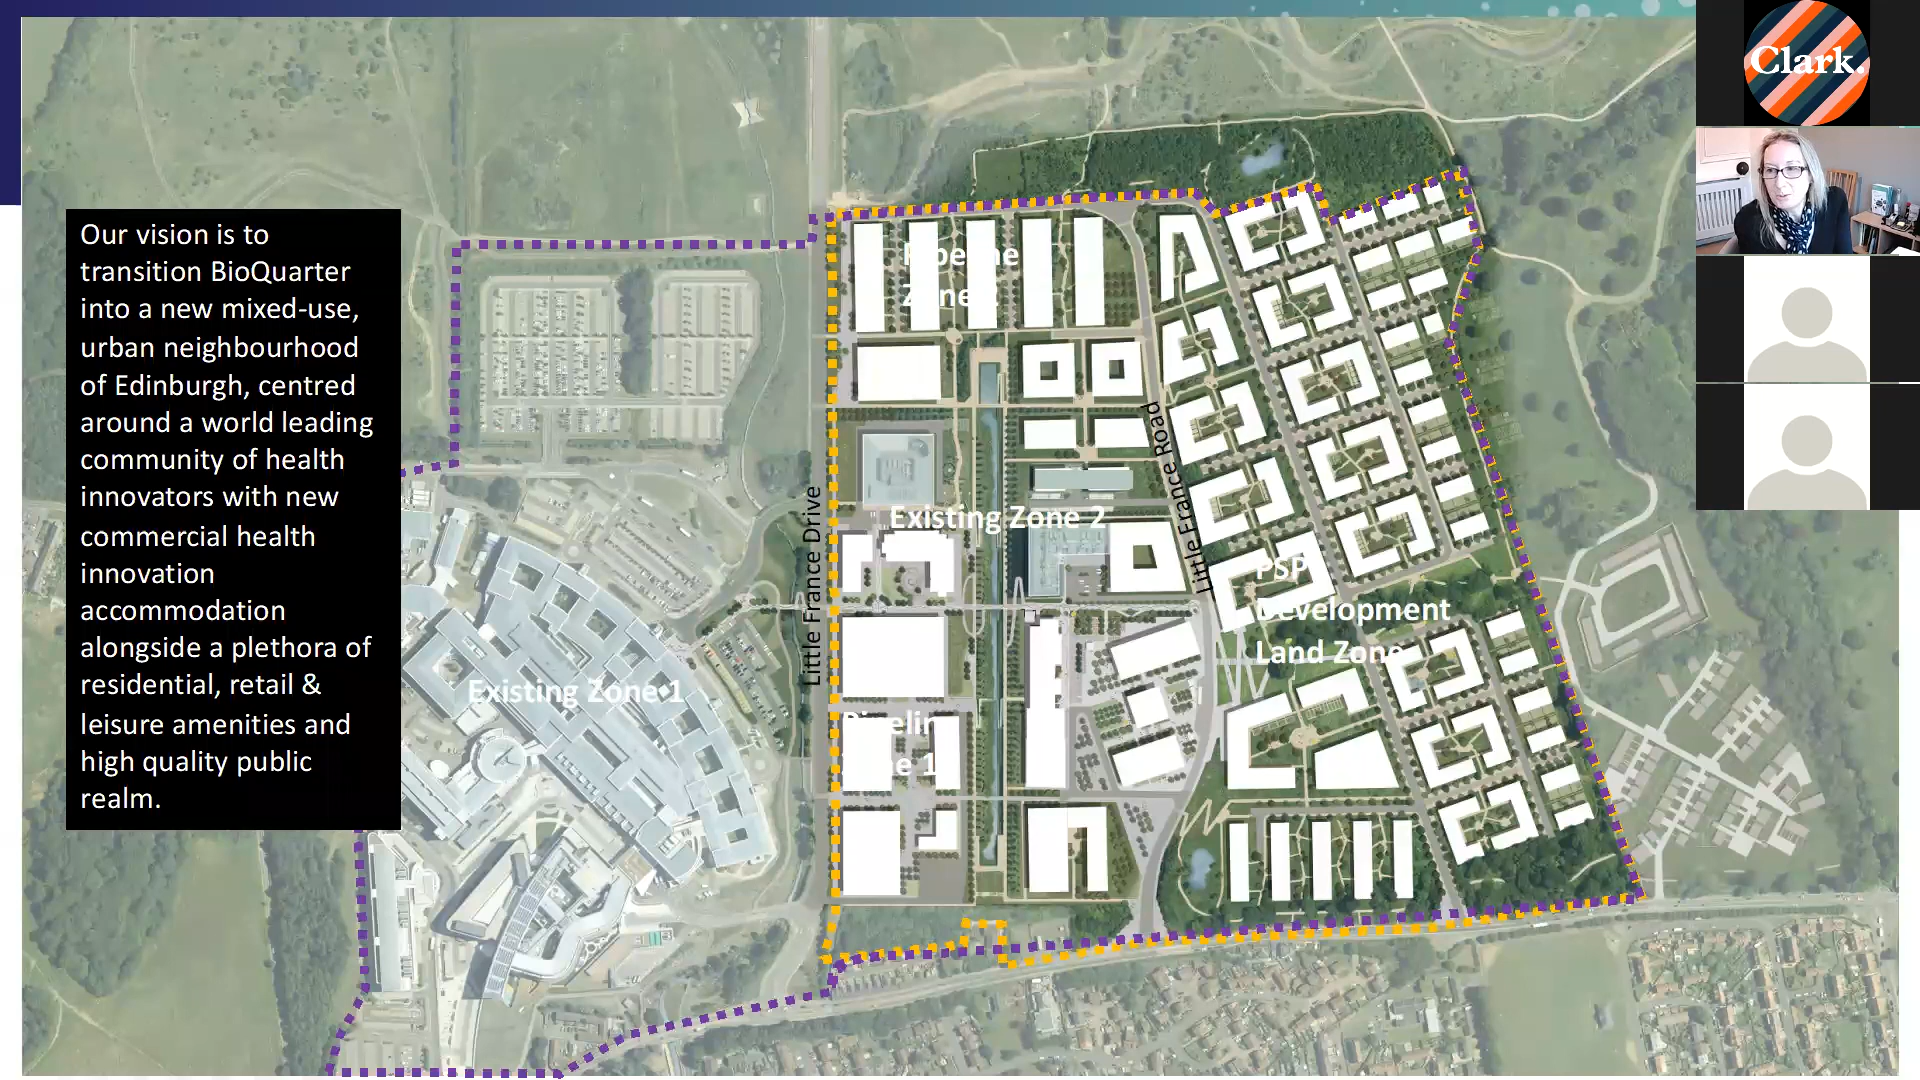 Clark.
Our vision is to
transition BioQuarter
into a new mixed-use,
urban neighbourhood
of Edinburgh, centred
around a world leading
community of health
innovators with new
commercial health
innovation
accommodation
alongside a plethora of
residential, retail &
leisure amenities and
high quality public
realm.
Existing Zone 1
Little France Drive
Existing Zone 2
Little France Road
PSP
Development
Land Zone